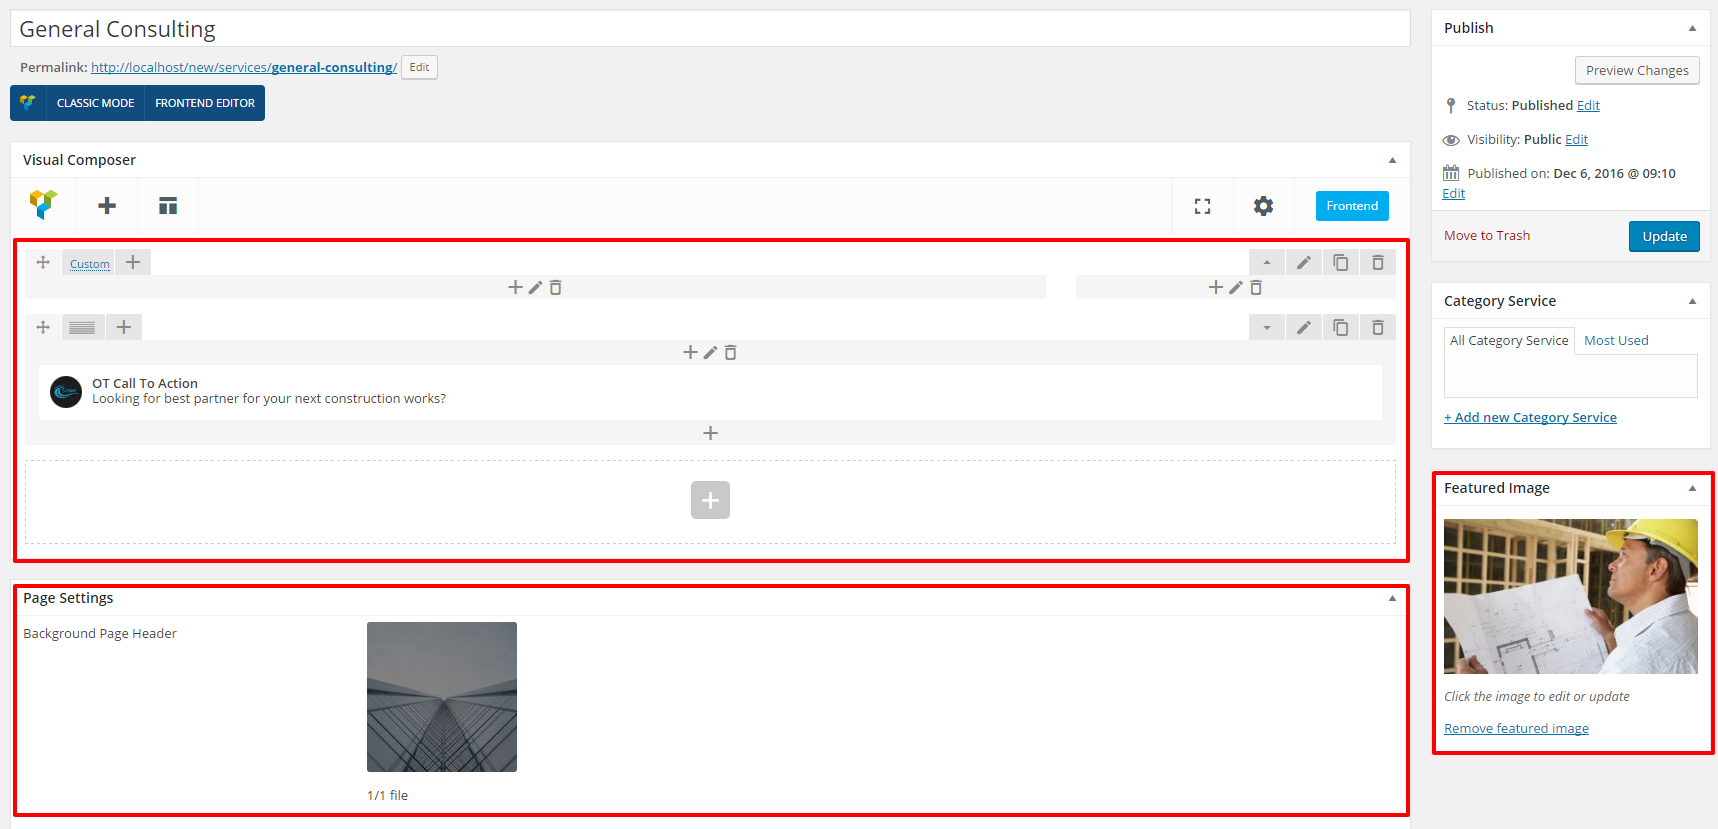 General Consulting
Permalink: http://localhost/new/services/general-consulting/ Edit
CLASSIC MODE FRONTEND EDITOR
Visual Composer
Frontend
Custom
OT Call To Action
Looking for best partner for your next construction works?
Page Settings
Background Page Header
1/1 file
Publish
Preview Changes
Status: Published Edit
Visibility: Public Edit
Published on: Dec 6, 2016 @ 09:10
Edit
Move to Trash
Update
Category Service
All Category Service Most Used
+ Add new Category Service
Featured Image
Click the image to edit or update
Remove featured image